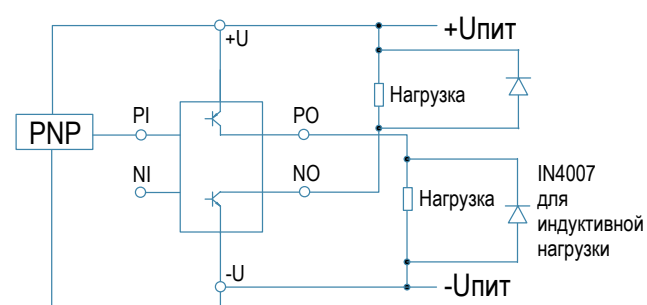 +U
+Uпит
Нагрузка
PNP
PI
PO
NI
NO
Нагрузка
IN4007
для
индуктивной
нагрузки
-U
-Uпит